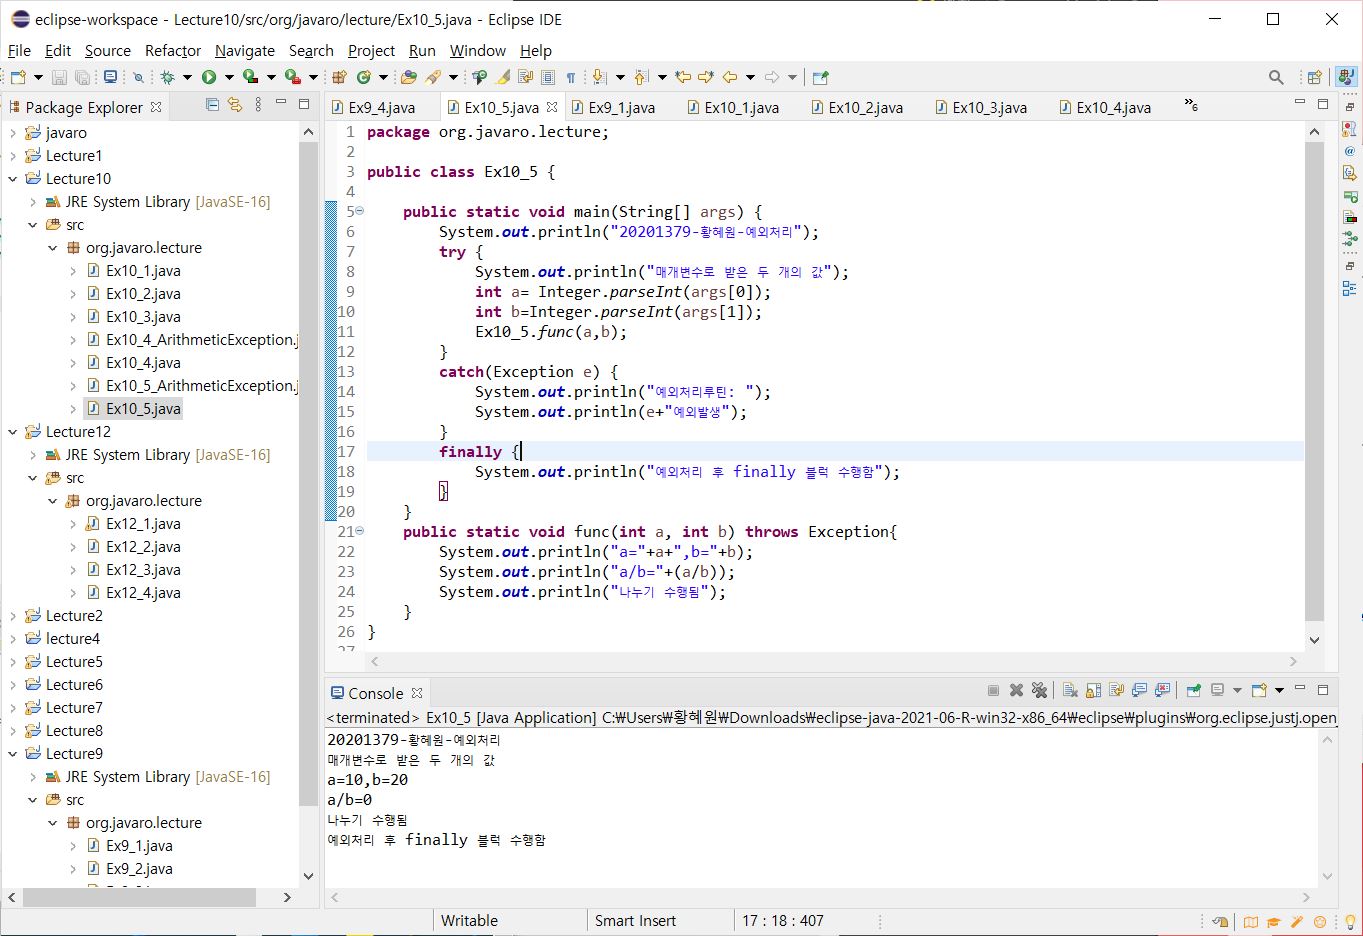 eclipse-workspace - Lecture10/src/org/javaro/lecture/Ex10_5.java - Eclipse IDE
File Edit Source Refactor Navigate Search Project Run Window Help
Package Explorer
javaro
Lecture1
Lecture10
JRE System Library [JavaSE-16]
src
org.javaro.lecture
Ex10_1.java
Ex10_2.java
Ex10_3.java
Ex10_4_ArithmeticException.j
Ex10_4.java
Ex10_5_ArithmeticException.j
Ex10_5.java
Lecture12
JRE System Library [JavaSE-16]
src
org.javaro.lecture
Ex12_1.java
Ex12_2.java
Ex12_3.java
Ex12_4.java
Lecture2
lecture4
Lecture5
Lecture6
Lecture7
Lecture8
Lecture9
JRE System Library [JavaSE-16]
src
org.javaro.lecture
Ex9_1.java
Ex9_2.java
Ex9_4.java Ex10_5.java Ex9_1.java Ex10_1.java Ex10_2.java Ex10_3.java Ex10_4.java »6
1 package org.javaro.lecture;
2
3 public class Ex10_5 {
4
5 public static void main(String[] args) {
6 System.out.println("20201379-황혜원-예외처리");
7 try {
8 System.out.println("매개변수로 받은 두 개의 값");
9 int a= Integer.parseInt(args[0]);
10 int b=Integer.parseInt(args[1]);
11 Ex10_5.func(a,b);
12 }
13 catch(Exception e) {
14 System.out.println("예외처리루틴: ");
15 System.out.println(e+"예외발생");
16 }
17 finally {
18 System.out.println("예외처리 후 finally 블럭 수행함");
19 }
20 }
21 public static void func(int a, int b) throws Exception{
22 System.out.println("a="+a+",b="+b);
23 System.out.println("a/b="+(a/b));
24 System.out.println("나누기 수행됨");
25 }
26 }
27
Console
<terminated> Ex10_5 [Java Application] C:₩Users₩황혜원₩Downloads₩eclipse-java-2021-06-R-win32-x86_64₩eclipse₩plugins₩org.eclipse.justj.open
20201379-황혜원-예외처리
매개변수로 받은 두 개의 값
a=10,b=20
a/b=0
나누기 수행됨
예외처리 후 finally 블럭 수행함
Writable Smart Insert 17 : 18 : 407